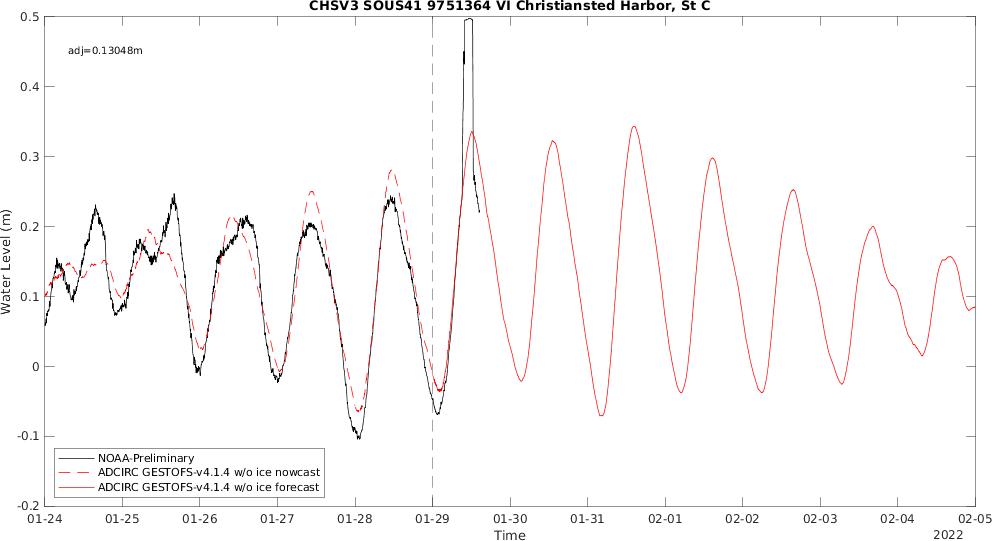 CHSV3 SOUS41 9751364 VI Christiansted Harbor, St C
adj=0.13048m
Water Level (m)
0.5
0.4
0.3
0.2
0.1
0
-0.1
-0.2
NOAA-Preliminary
ADCIRC GESTOFS-v4.1.4 w/o ice nowcast
ADCIRC GESTOFS-v4.1.4 w/o ice forecast
01-24 01-25 01-26 01-27 01-28 01-29 01-30 01-31 02-01 02-02 02-03 02-04 02-05
Time
2022